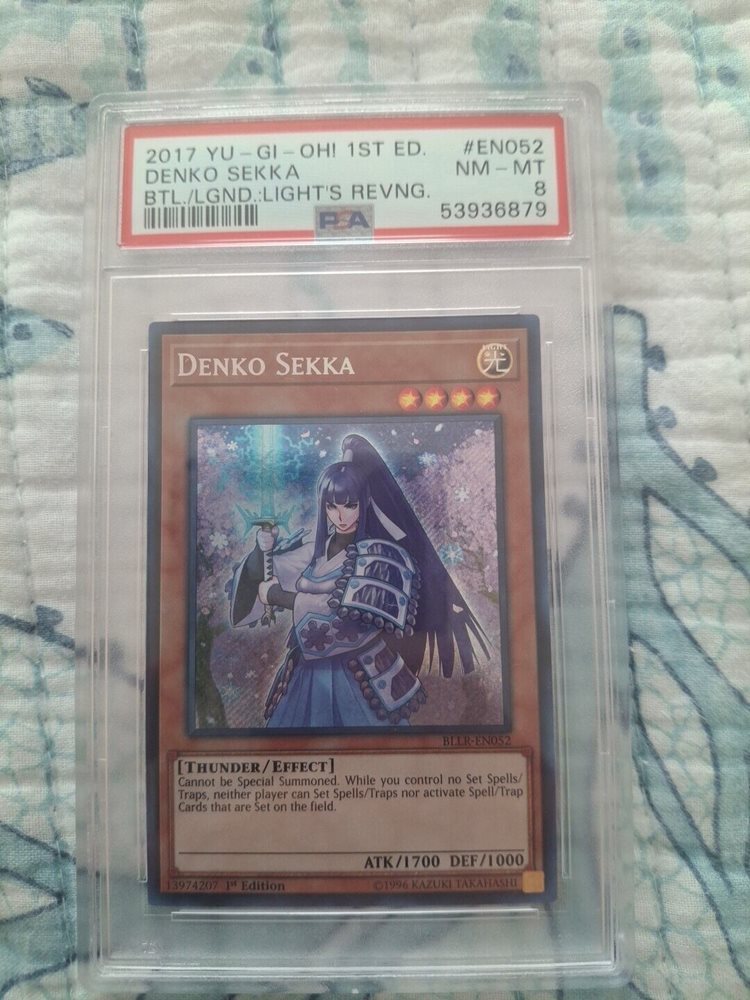 2017 YU-GI-OH! 1ST ED. #EN052
DENKO SEKKA NM-MT
BTL./LGND.:LIGHT'S REVNG. 8
PSA 53936879
DENKO SEKKA
LIGHT
光
BLLR-EN052
[THUNDER/EFFECT]
Cannot be Special Summoned. While you control no Set Spells/
Traps, neither player can Set Spells/Traps nor activate Spell/Trap
Cards that are Set on the field.
ATK/1700 DEF/1000
13974207 1st Edition ©1996 KAZUKI TAKAHASHI